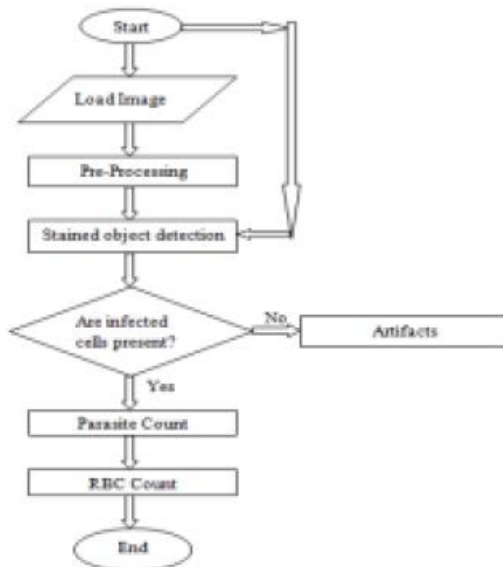 Start
Load Image
Pre-Processing
Stained object detection
Are infected
cells present?
No
Artifacts
Yes
Parasite Count
RBC Count
End